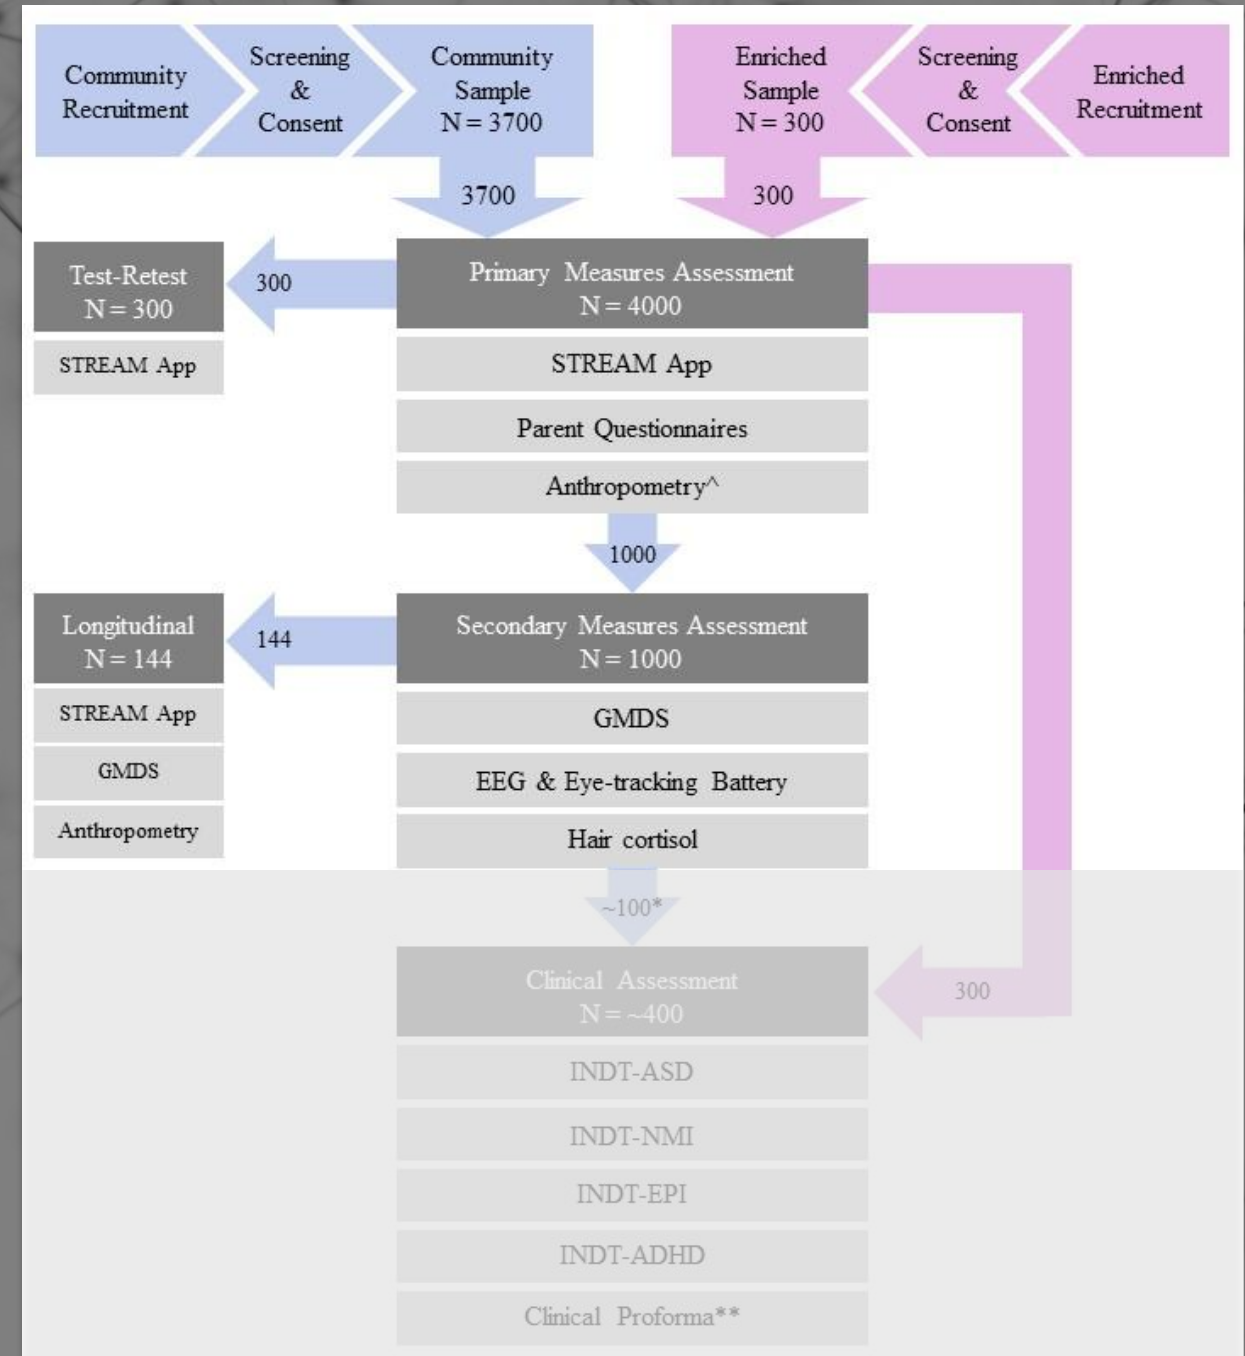 Community
Recruitment
Screening
&
Consent
Community
Sample
N = 3700
Enriched
Sample
N = 300
Screening
&
Consent
Enriched
Recruitment
3700
300
Test-Retest
N = 300
STREAM App
300
Primary Measures Assessment
N = 4000
STREAM App
Parent Questionnaires
Anthropometry^
1000
Longitudinal
N = 144
STREAM App
GMDS
Anthropometry
144
Secondary Measures Assessment
N = 1000
GMDS
EEG & Eye-tracking Battery
Hair cortisol
~100*
Clinical Assessment
N = ~400
300
INDT-ASD
INDT-NMI
INDT-EPI
INDT-ADHD
Clinical Proforma**